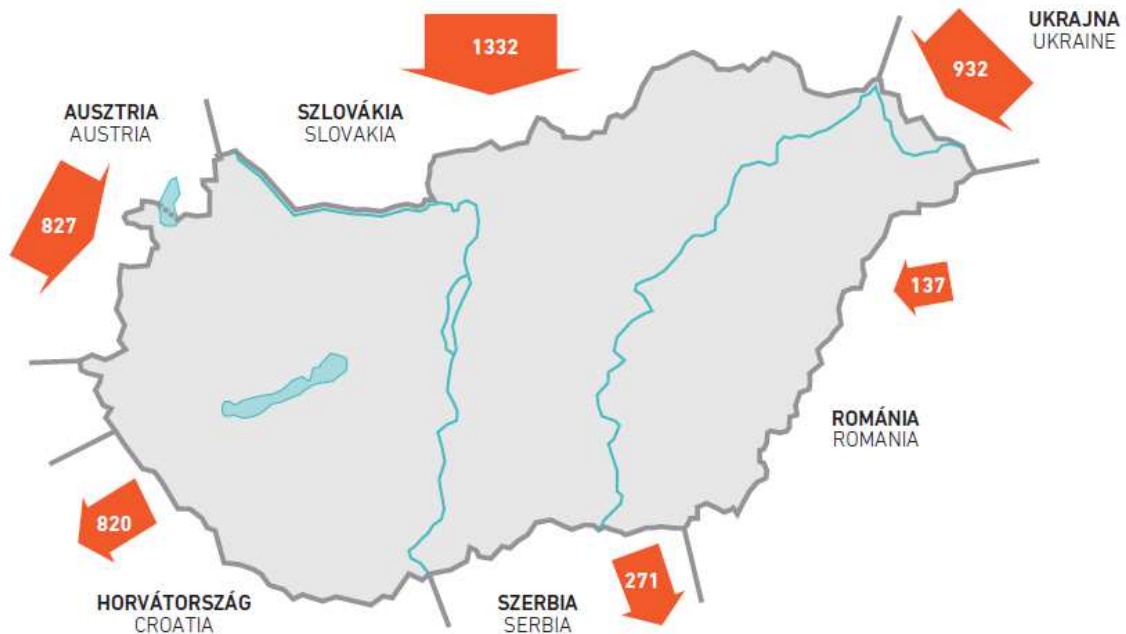 UKRAJNA
UKRAINE
1332
932
AUSZTRIA
AUSTRIA
SZLOVÁKIA
SLOVAKIA
827
137
ROMÁNIA
ROMANIA
820
271
HORVÁTORSZÁG
CROATIA
SZERBIA
SERBIA